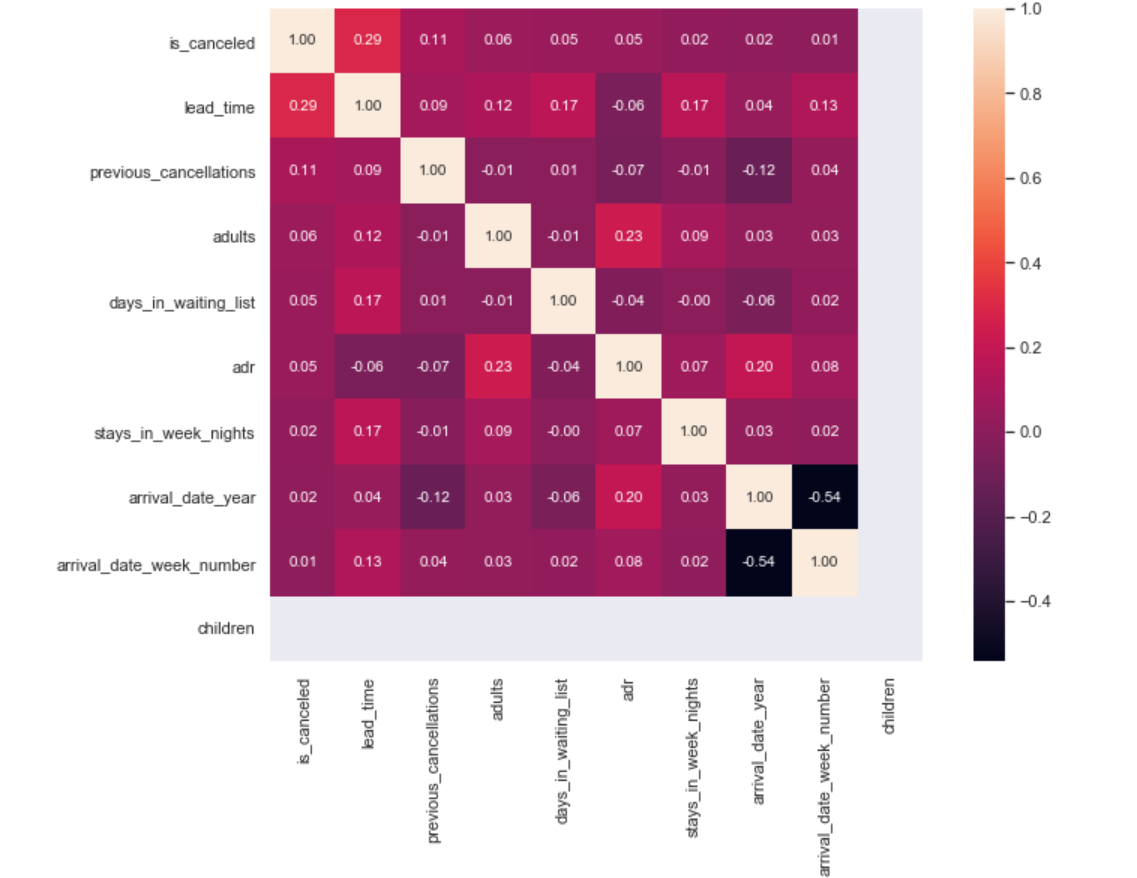 is_canceled 1.00 0.29 0.11 0.06 0.05 0.05 0.02 0.02 0.01
lead_time 0.29 1.00 0.09 0.12 0.17 -0.06 0.17 0.04 0.13
previous_cancellations 0.11 0.09 1.00 -0.01 0.01 -0.07 -0.01 -0.12 0.04
adults 0.06 0.12 -0.01 1.00 -0.01 0.23 0.09 0.03 0.03
days_in_waiting_list 0.05 0.17 0.01 -0.01 1.00 -0.04 -0.00 -0.06 0.02
adr 0.05 -0.06 -0.07 0.23 -0.04 1.00 0.07 0.20 0.08
stays_in_week_nights 0.02 0.17 -0.01 0.09 -0.00 0.07 1.00 0.03 0.02
arrival_date_year 0.02 0.04 -0.12 0.03 -0.06 0.20 0.03 1.00 -0.54
arrival_date_week_number 0.01 0.13 0.04 0.03 0.02 0.08 0.02 -0.54 1.00
children
is_canceled
lead_time
previous_cancellations
adults
days_in_waiting_list
adr
stays_in_week_nights
arrival_date_year
arrival_date_week_number
children
1.0
0.8
0.6
0.4
0.2
0.0
-0.2
-0.4